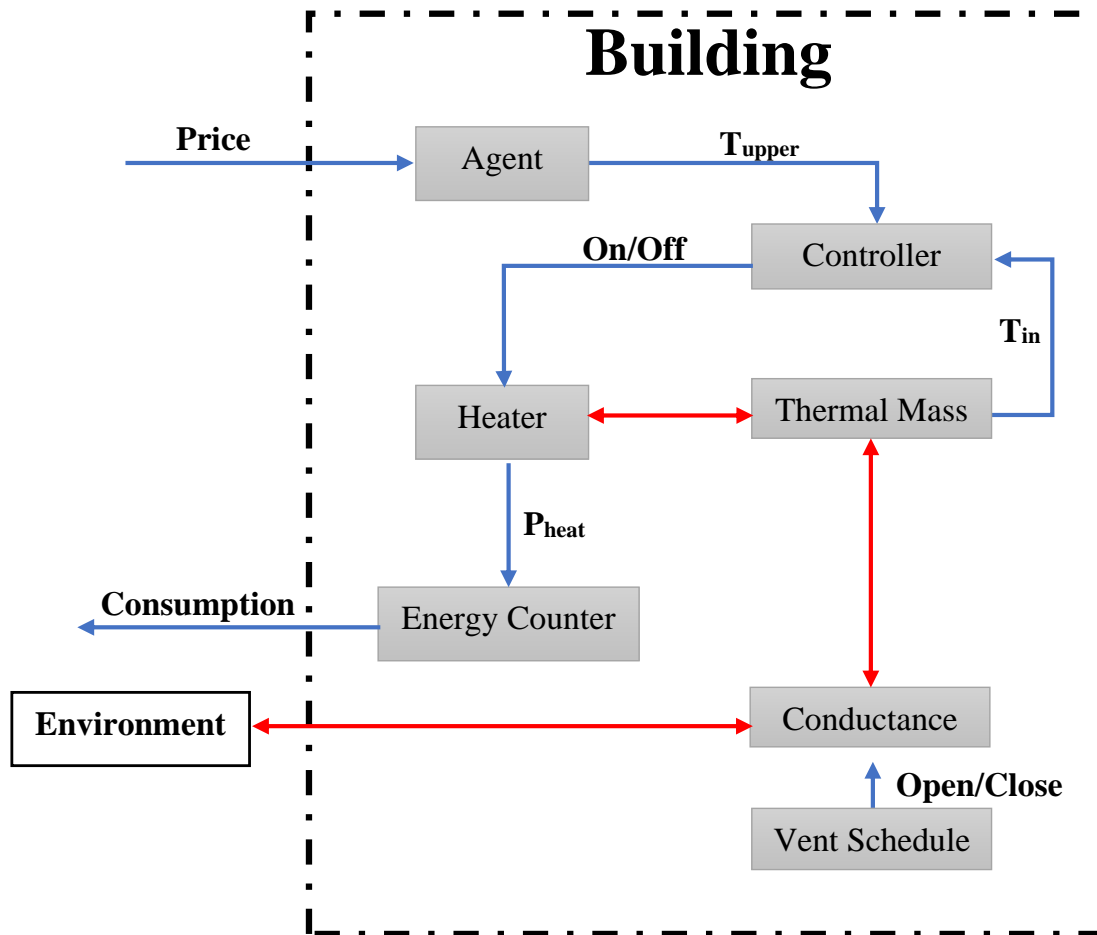 Building
Price
Agent
Tupper
On/Off
Controller
Tin
Heater
Thermal Mass
Pheat
Consumption
Energy Counter
Environment
Conductance
Open/Close
Vent Schedule